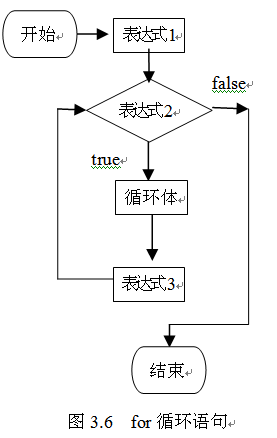 开始
表达式1
表达式2
false
true
循环体
表达式3
结束
图 3.6 for 循环语句